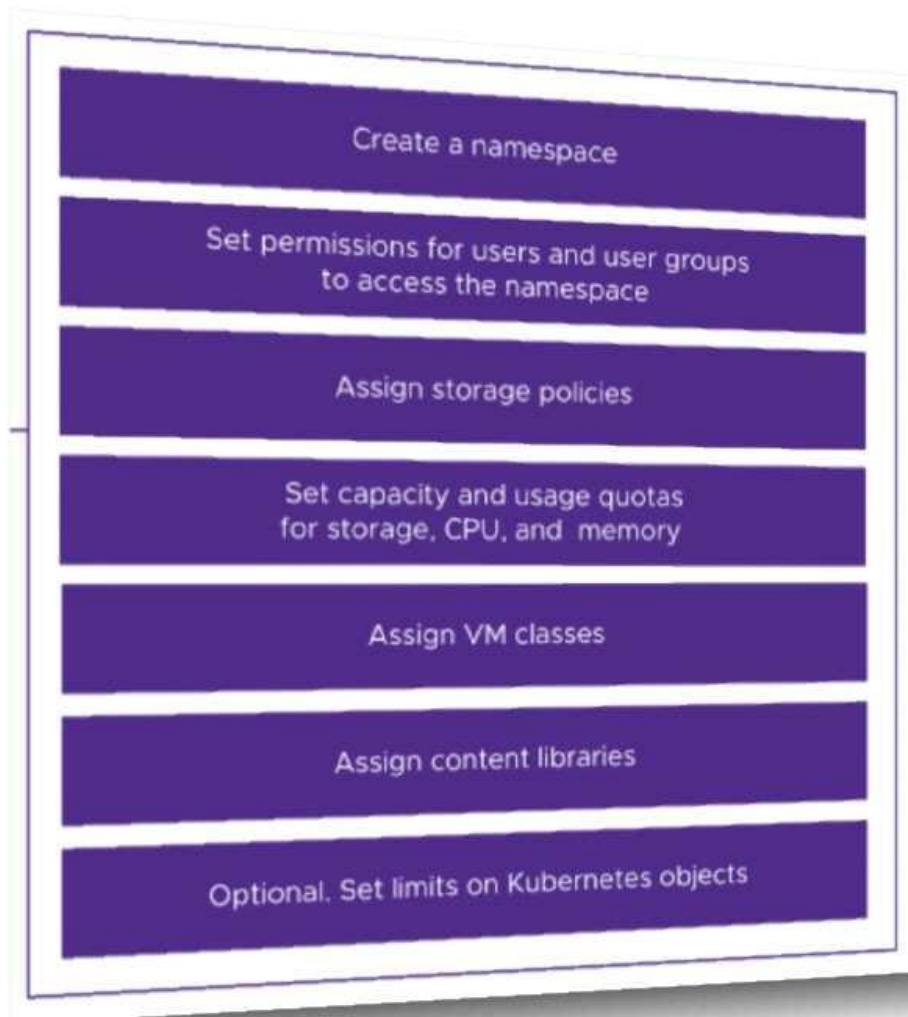 Create a namespace
Set permissions for users and user groups
to access the namespace
Assign storage policies
Set capacity and usage quotas
for storage, CPU, and memory
Assign VM classes
Assign content libraries
Optional. Set limits on Kubernetes objects